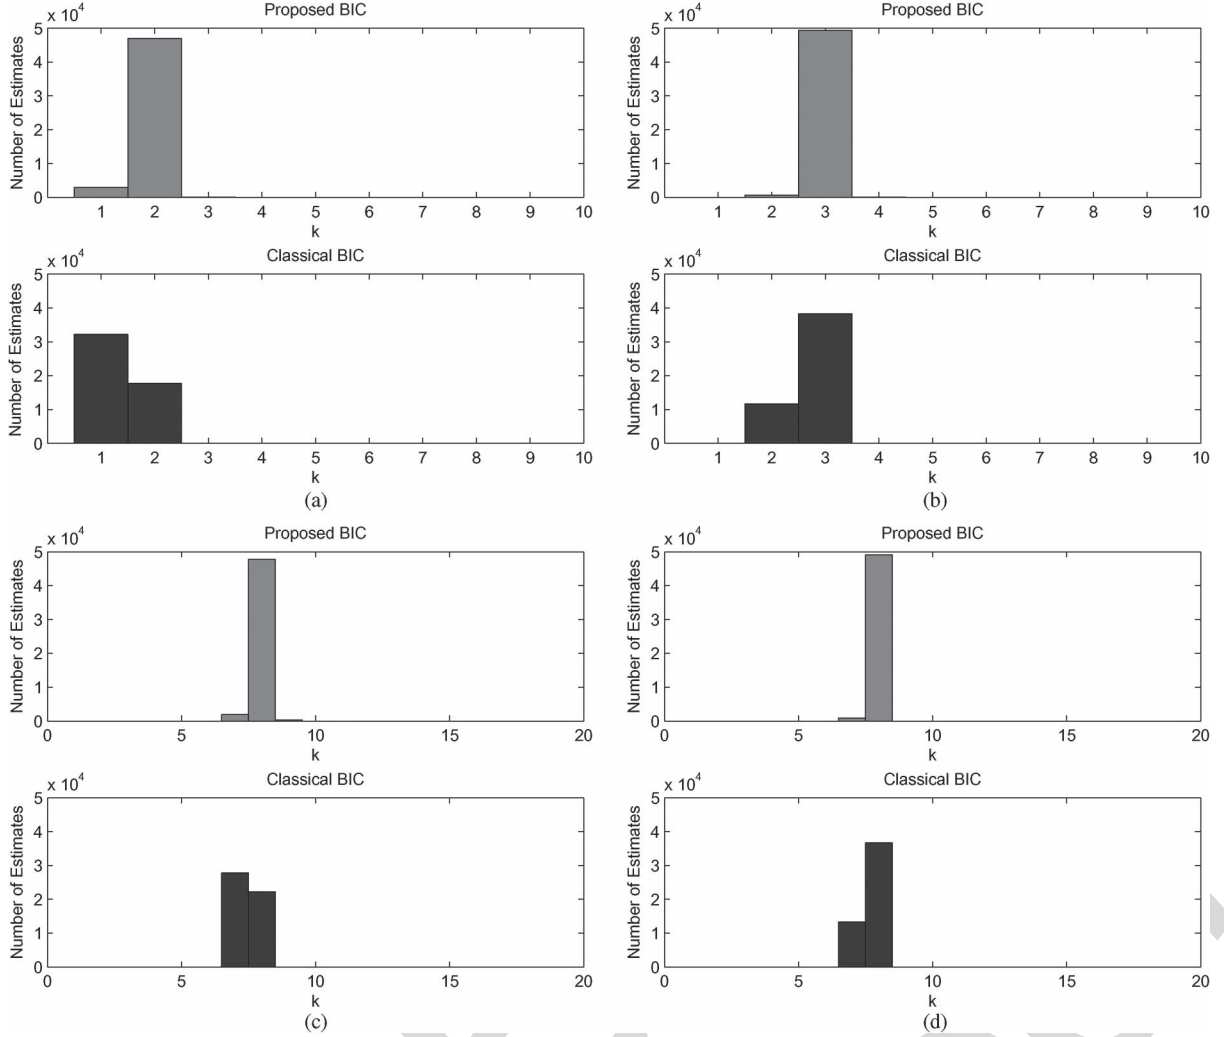 Proposed BIC
x 10^4
Number of Estimates
5
4
3
2
1
0
1 2 3 4 5 6 7 8 9 10
k
Classical BIC
x 10^4
Number of Estimates
5
4
3
2
1
0
1 2 3 4 5 6 7 8 9 10
k
(a)
Proposed BIC
x 10^4
Number of Estimates
5
4
3
2
1
0
1 2 3 4 5 6 7 8 9 10
k
Classical BIC
x 10^4
Number of Estimates
5
4
3
2
1
0
1 2 3 4 5 6 7 8 9 10
k
(b)
Proposed BIC
x 10^4
Number of Estimates
5
4
3
2
1
0
0 5 10 15 20
k
Classical BIC
x 10^4
Number of Estimates
5
4
3
2
1
0
0 5 10 15 20
k
(c)
Proposed BIC
x 10^4
Number of Estimates
5
4
3
2
1
0
0 5 10 15 20
k
Classical BIC
x 10^4
Number of Estimates
5
4
3
2
1
0
0 5 10 15 20
k
(d)